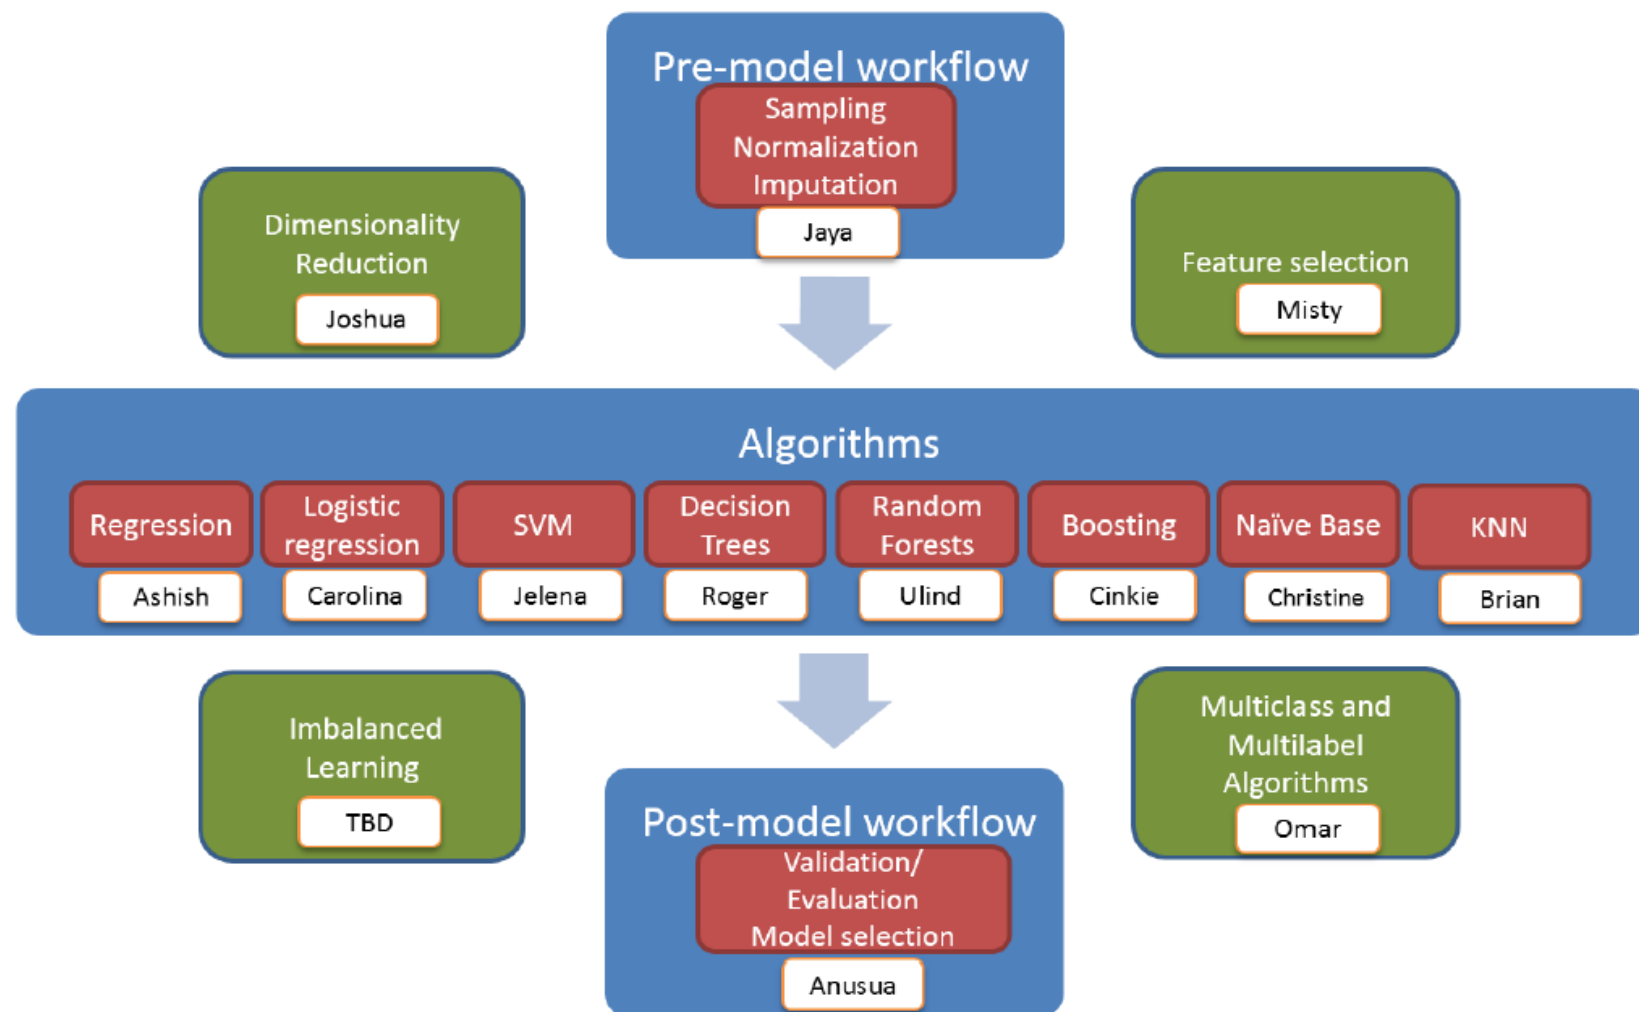 Pre-model workflow
Sampling
Normalization
Imputation
Jaya
Dimensionality
Reduction
Joshua
Feature selection
Misty
Algorithms
Regression
Ashish
Logistic
regression
Carolina
SVM
Jelena
Decision
Trees
Roger
Random
Forests
Ulind
Boosting
Cinkie
Naïve Base
Christine
KNN
Brian
Imbalanced
Learning
TBD
Multiclass and
Multilabel
Algorithms
Omar
Post-model workflow
Validation/
Evaluation
Model selection
Anusua